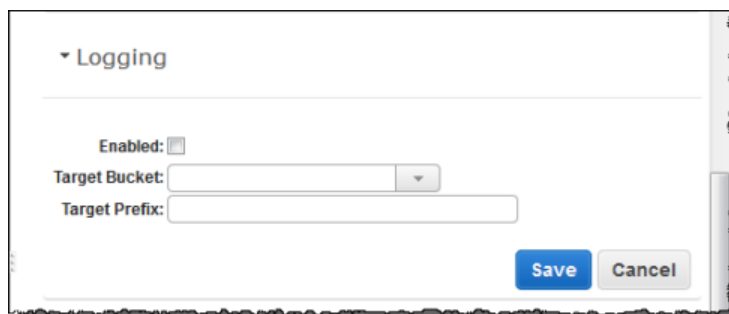 Logging
Enabled:
Target Bucket:
Target Prefix:
Save Cancel